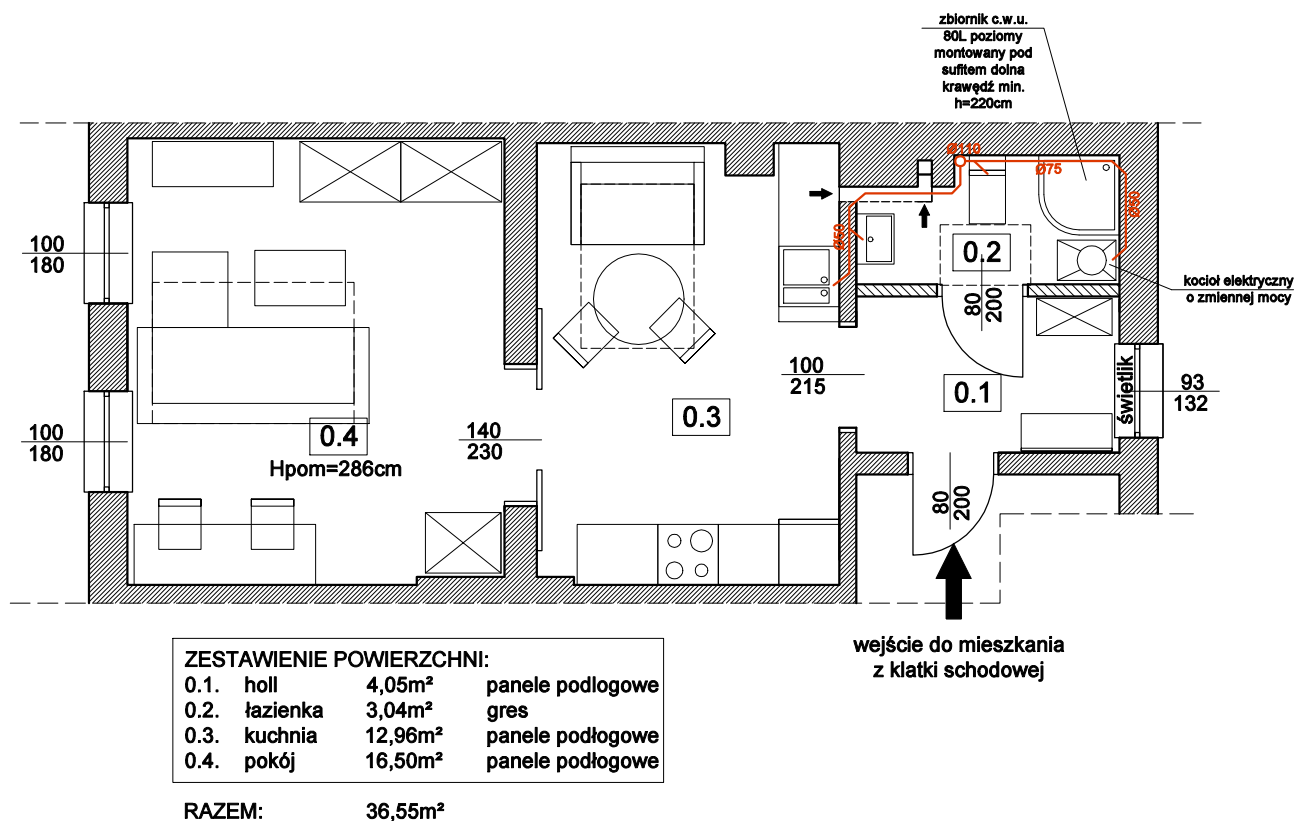 zbiornik c.w.u.
80L poziomy
montowany pod
sufitem dolna
krawędź min.
h=220cm
Ø110
Ø75
Ø50
Ø50
0.2
80
200
kocioł elektryczny
o zmiennej mocy
100
180
100
215
0.1
świetlik
93
132
0.3
0.4
Hpom=286cm
140
230
100
180
80
200
wejście do mieszkania
z klatki schodowej
ZESTAWIENIE POWIERZCHNI:
0.1. holl 4,05m² panele podlogowe
0.2. łazienka 3,04m² gres
0.3. kuchnia 12,96m² panele podłogowe
0.4. pokój 16,50m² panele podłogowe
RAZEM: 36,55m²